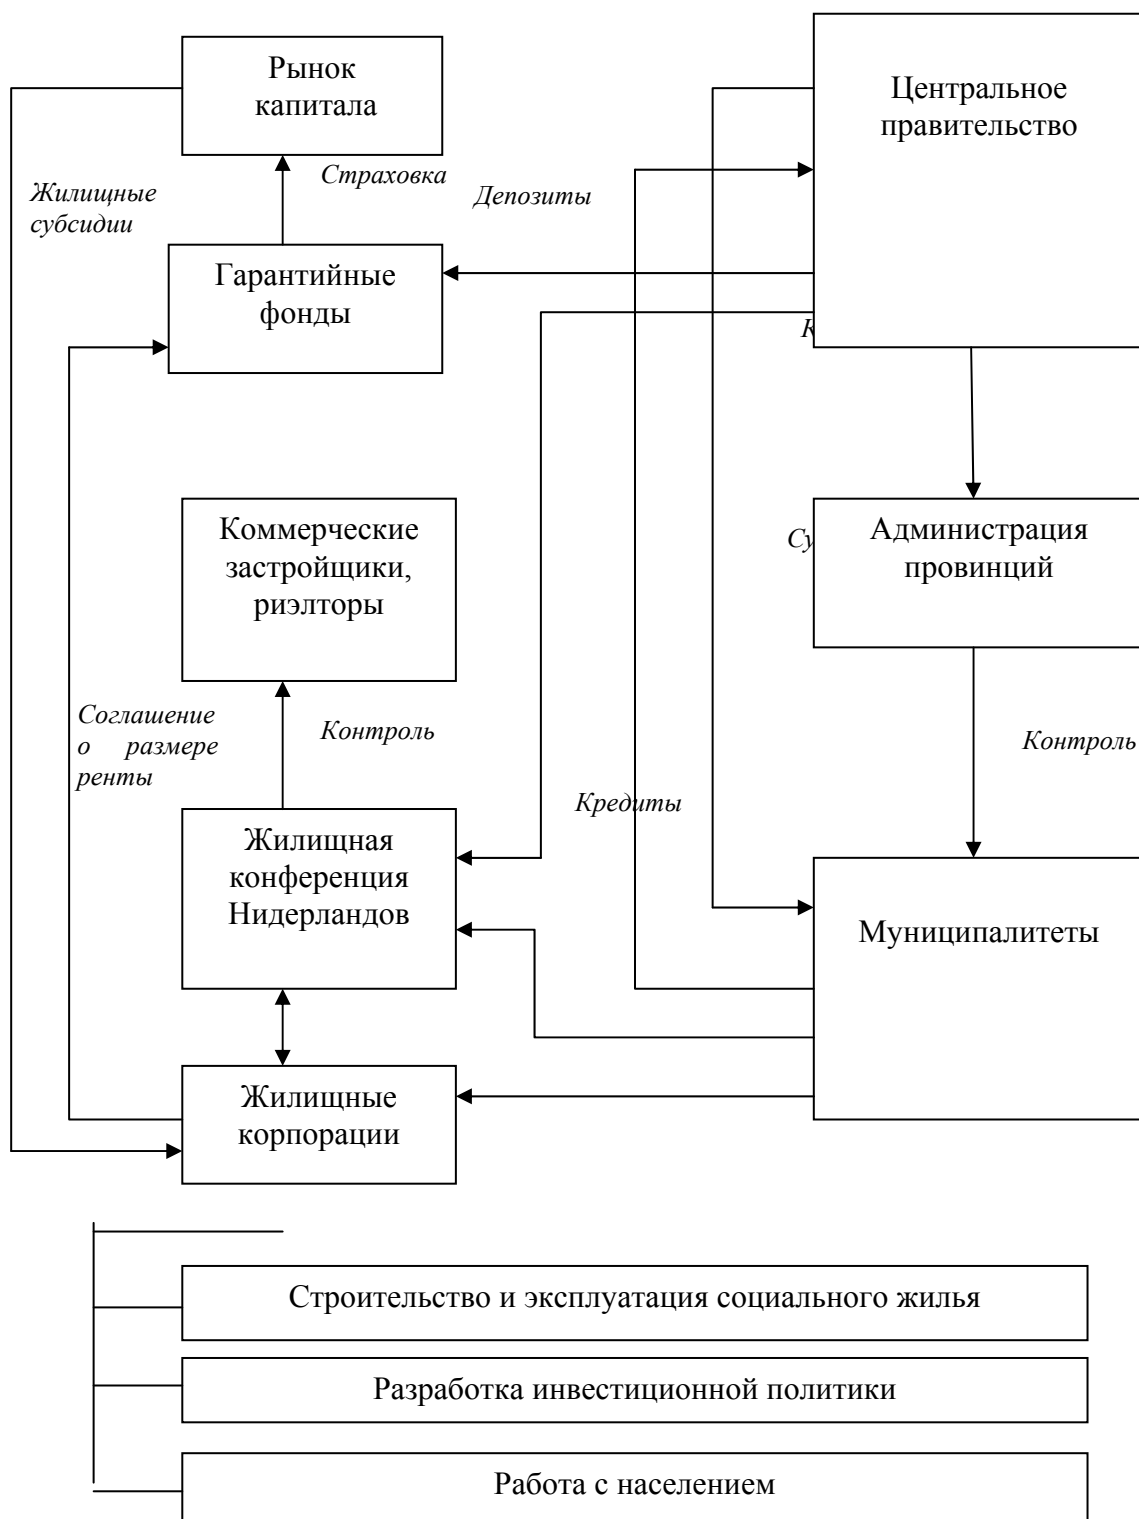 Рынок
капитала
Центральное
правительство
Страховка
Жилищные
субсидии
Депозиты
Гарантийные
фонды
Коммерческие
застройщики,
риэлторы
Администрация
провинций
Соглашение
о размере
ренты
Контроль
Контроль
Кредиты
Жилищная
конференция
Нидерландов
Муниципалитеты
Жилищные
корпорации
Строительство и эксплуатация социального жилья
Разработка инвестиционной политики
Работа с населением